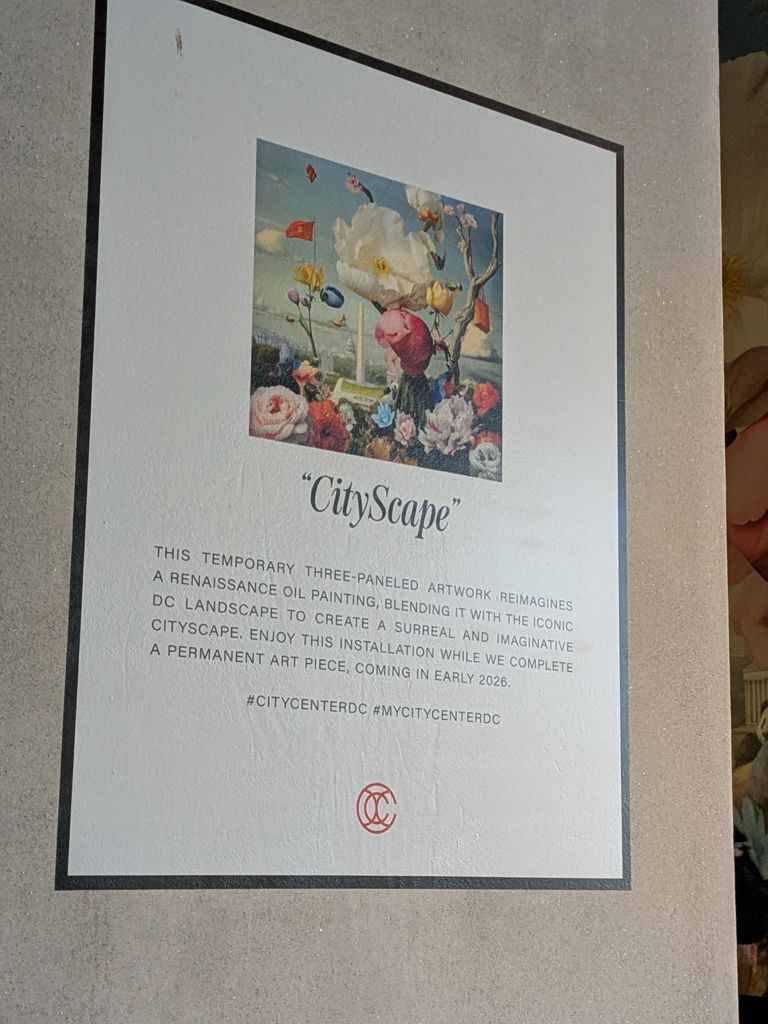 “CityScape”
THIS TEMPORARY THREE-PANELED ARTWORK REIMAGINES
A RENAISSANCE OIL PAINTING, BLENDING IT WITH THE ICONIC
DC LANDSCAPE TO CREATE A SURREAL AND IMAGINATIVE
CITYSCAPE. ENJOY THIS INSTALLATION WHILE WE COMPLETE
A PERMANENT ART PIECE, COMING IN EARLY 2026.
#CITYCENTERDC #MYCITYCENTERDC